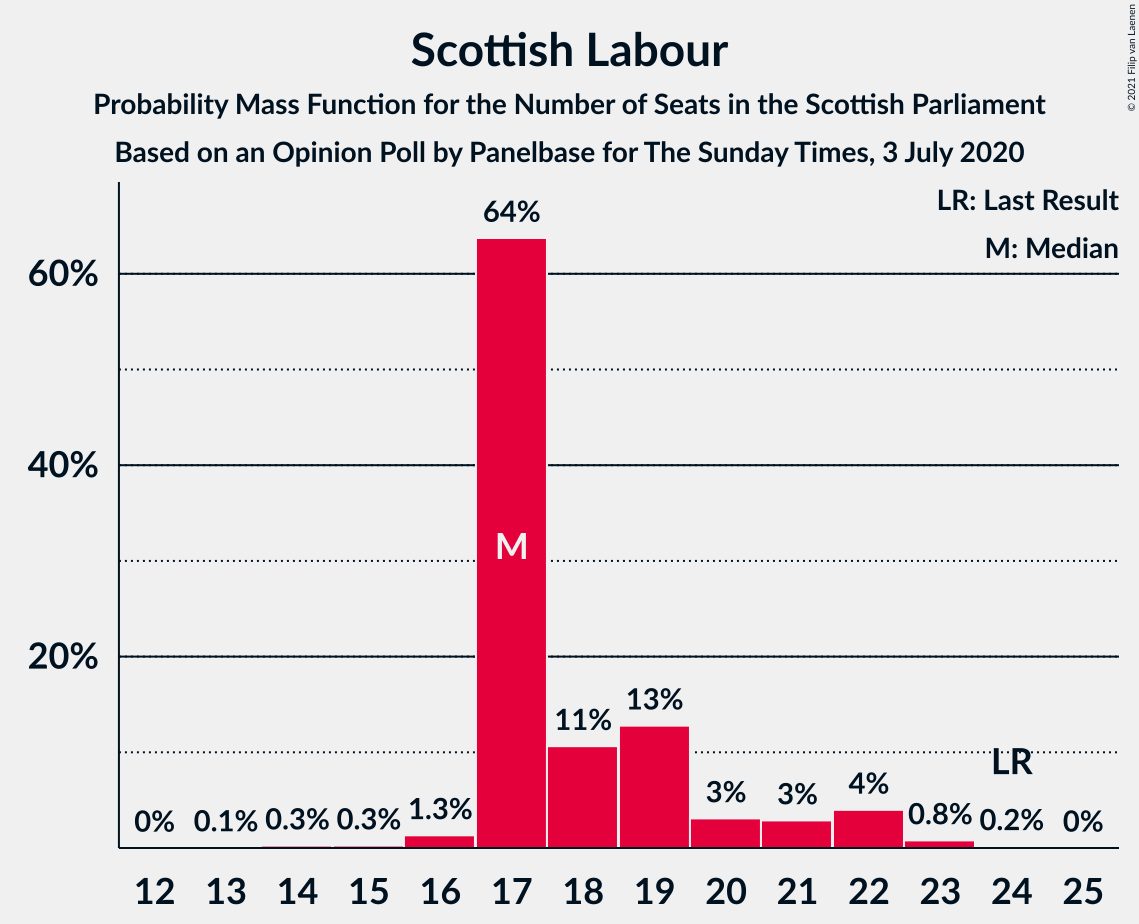 Scottish Labour
Probability Mass Function for the Number of Seats in the Scottish Parliament
Based on an Opinion Poll by Panelbase for The Sunday Times, 3 July 2020
© 2021 Filip van Laenen
LR: Last Result
M: Median
60%
40%
20%
0%
0.1%
0.3%
0.3%
1.3%
64%
M
11%
13%
3%
3%
4%
0.8%
LR
0.2%
0%
12 13 14 15 16 17 18 19 20 21 22 23 24 25